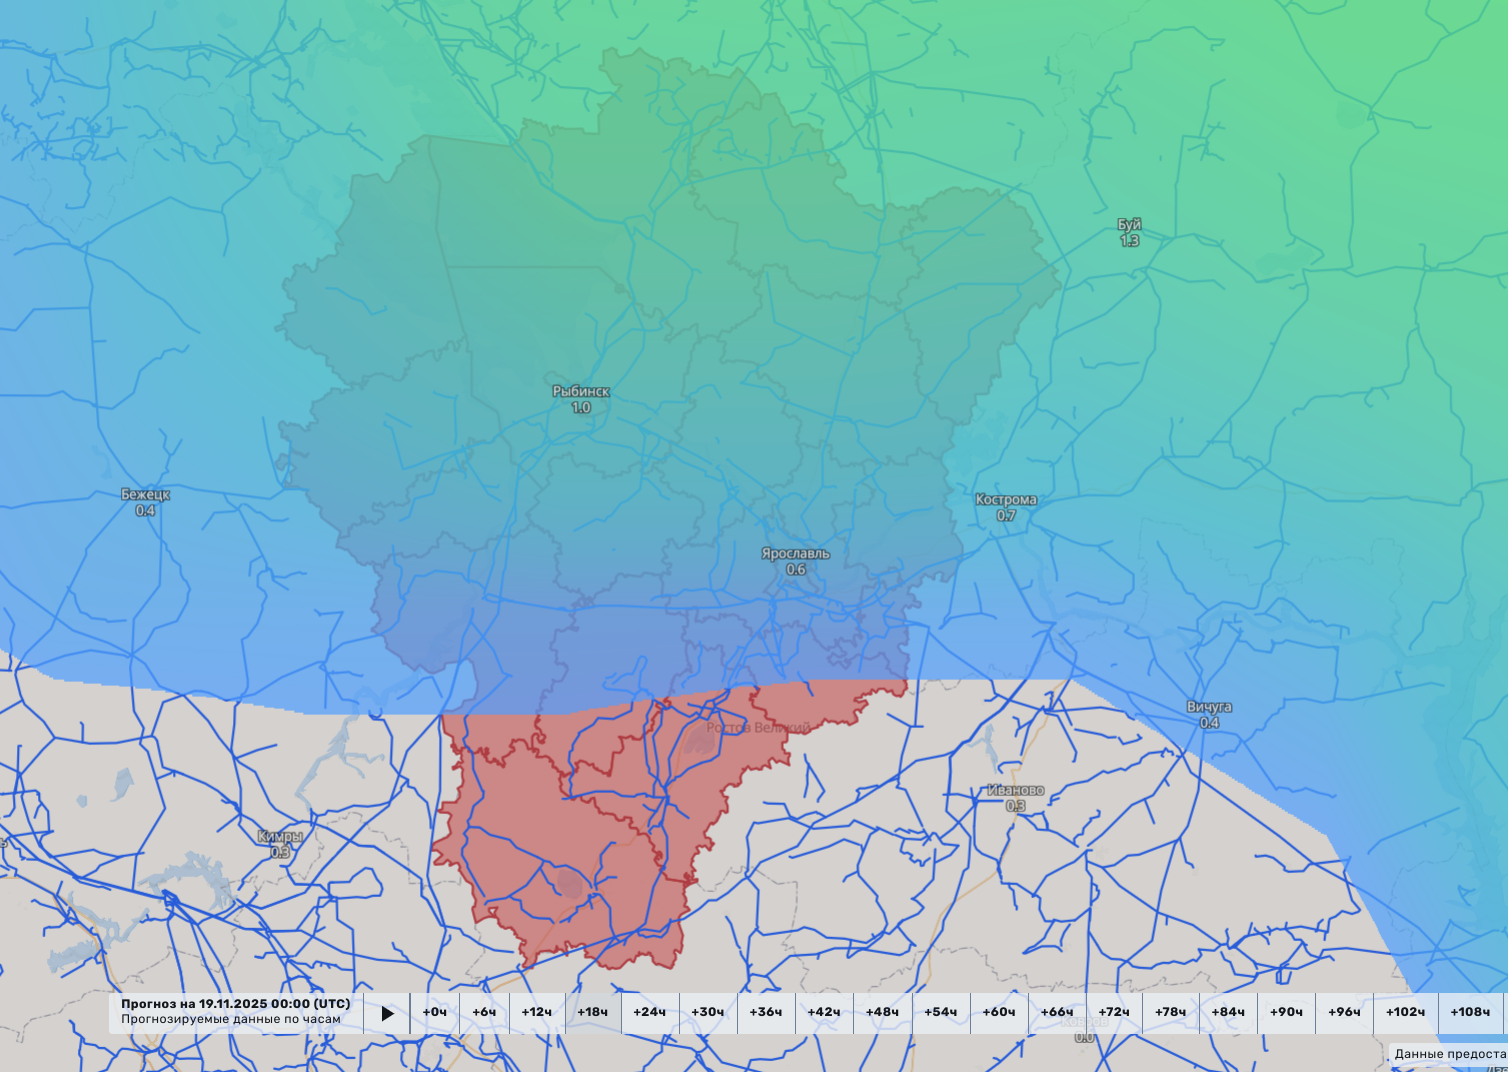 Буй
1.3
Рыбинск
1.0
Бежецк
0.4
Кострома
0.7
Ярославль
0.6
Ростов Великий
Вичуга
0.4
Иваново
0.3
Кимры
0.3
Прогноз на 19.11.2025 00:00 (UTC)
Прогнозируемые данные по часам
+0ч +6ч +12ч +18ч +24ч +30ч +36ч +42ч +48ч +54ч +60ч +66ч +72ч +78ч +84ч +90ч +96ч +102ч +108ч
0.0
Данные предоста